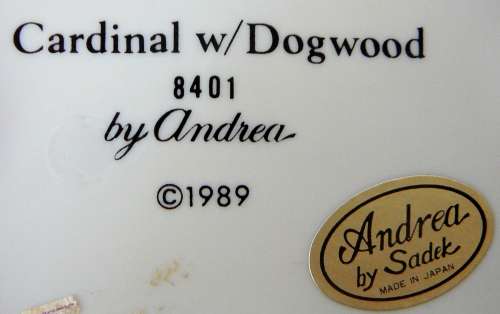 Cardinal w/Dogwood
8401
by Andrea
©1989
Andrea
by Sadek
MADE IN JAPAN